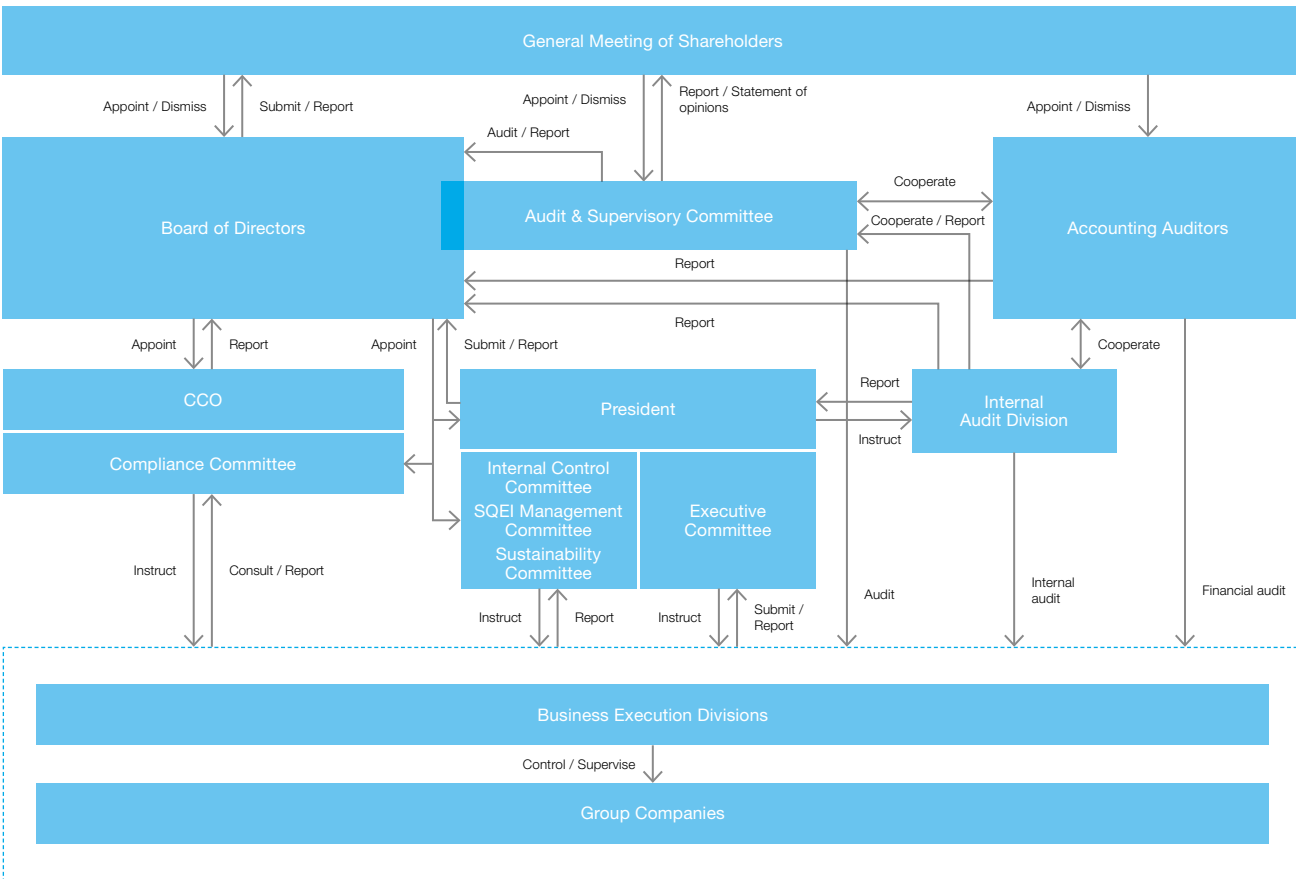 General Meeting of Shareholders
Appoint / Dismiss
Submit / Report
Appoint / Dismiss
Report / Statement of
opinions
Appoint / Dismiss
Audit / Report
Board of Directors
Audit & Supervisory Committee
Cooperate
Cooperate / Report
Accounting Auditors
Report
Report
Appoint
Report
Appoint
Submit / Report
Cooperate
CCO
Compliance Committee
President
Report
Instruct
Internal
Audit Division
Internal Control
Committee
SQEI Management
Committee
Sustainability
Committee
Executive
Committee
Instruct
Consult / Report
Instruct
Report
Instruct
Submit /
Report
Audit
Internal
audit
Financial audit
Business Execution Divisions
Control / Supervise
Group Companies